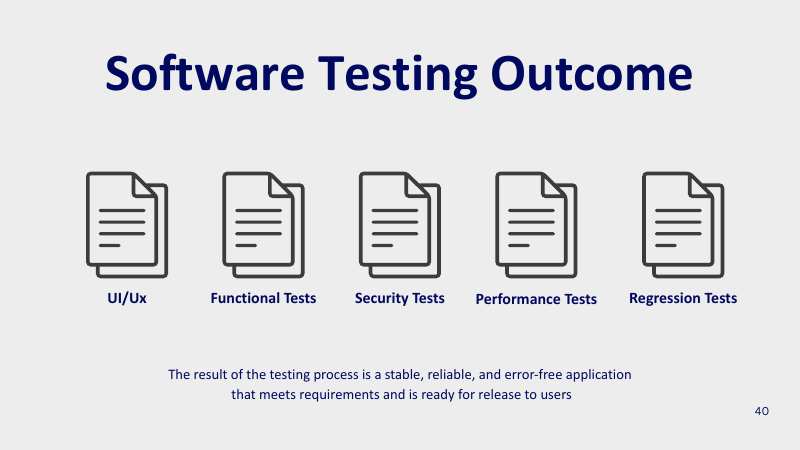 Software Testing Outcome
UI/Ux
Functional Tests
Security Tests
Performance Tests
Regression Tests
The result of the testing process is a stable, reliable, and error-free application
that meets requirements and is ready for release to users
40